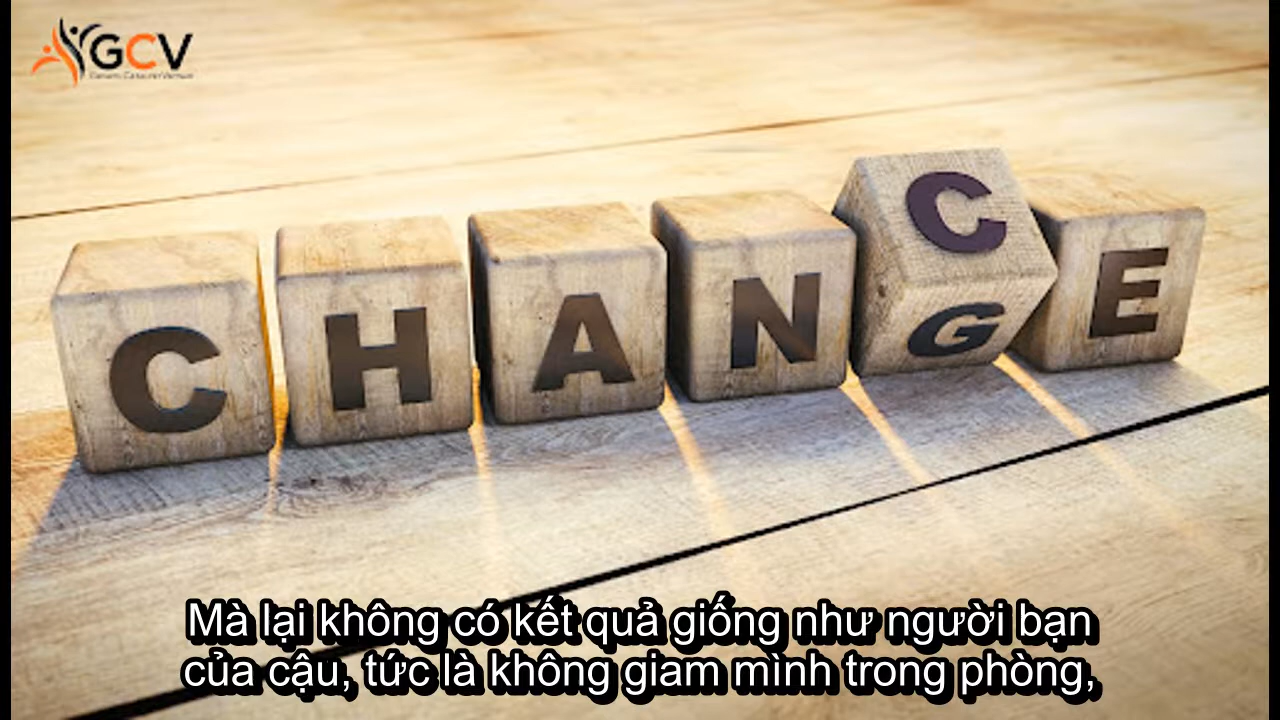 GCV
CHANCE
G
Mà lại không có kết quả giống như người bạn
của cậu, tức là không giam mình trong phòng,